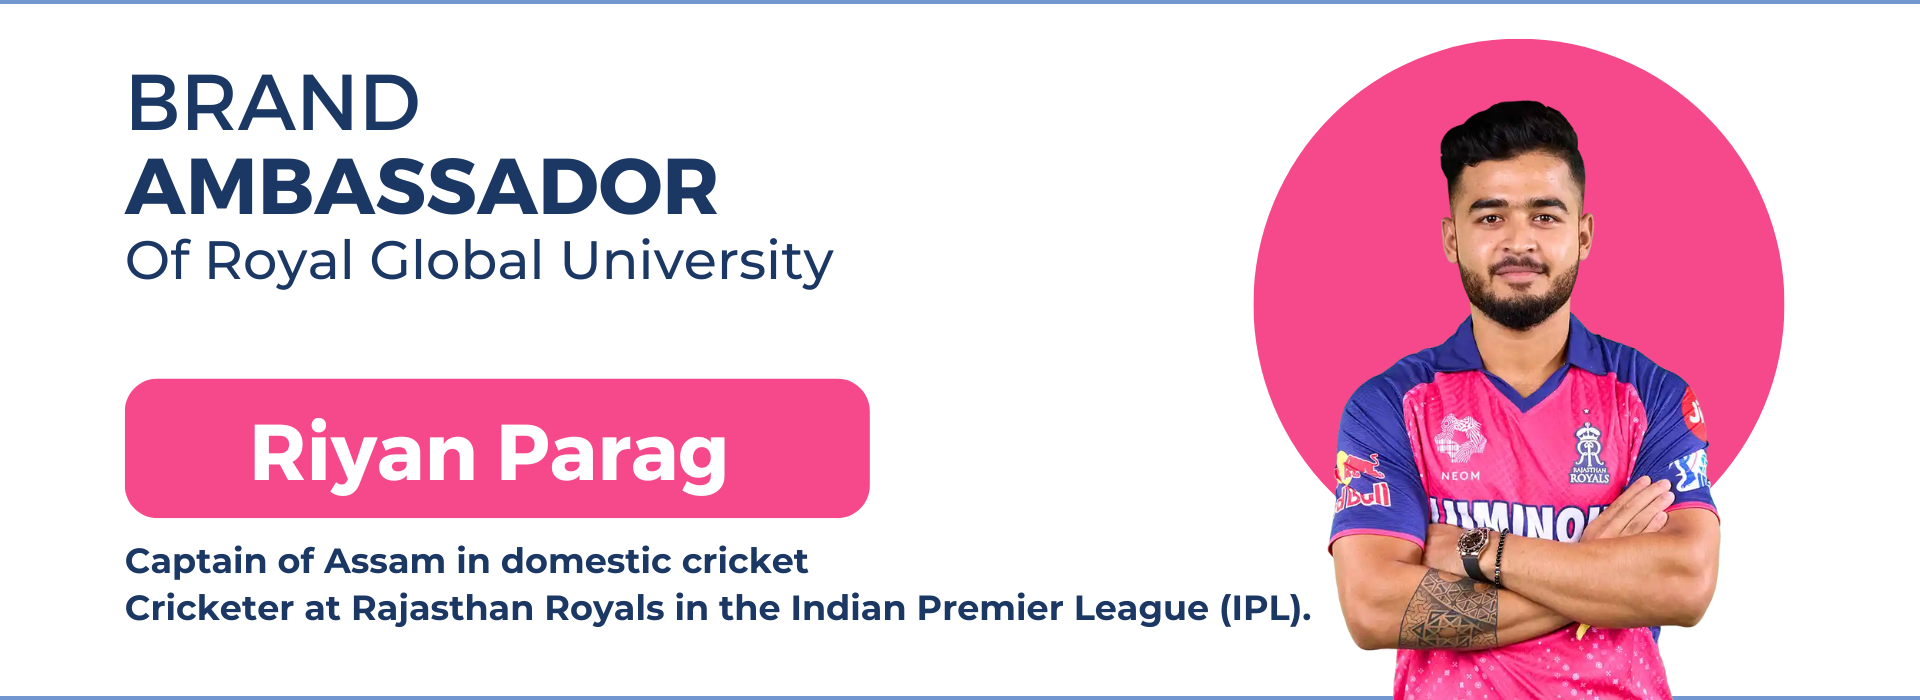 BRAND
AMBASSADOR
Of Royal Global University
Riyan Parag
Captain of Assam in domestic cricket
Cricketer at Rajasthan Royals in the Indian Premier League (IPL).
NEOM
RAJASTHAN
ROYALS